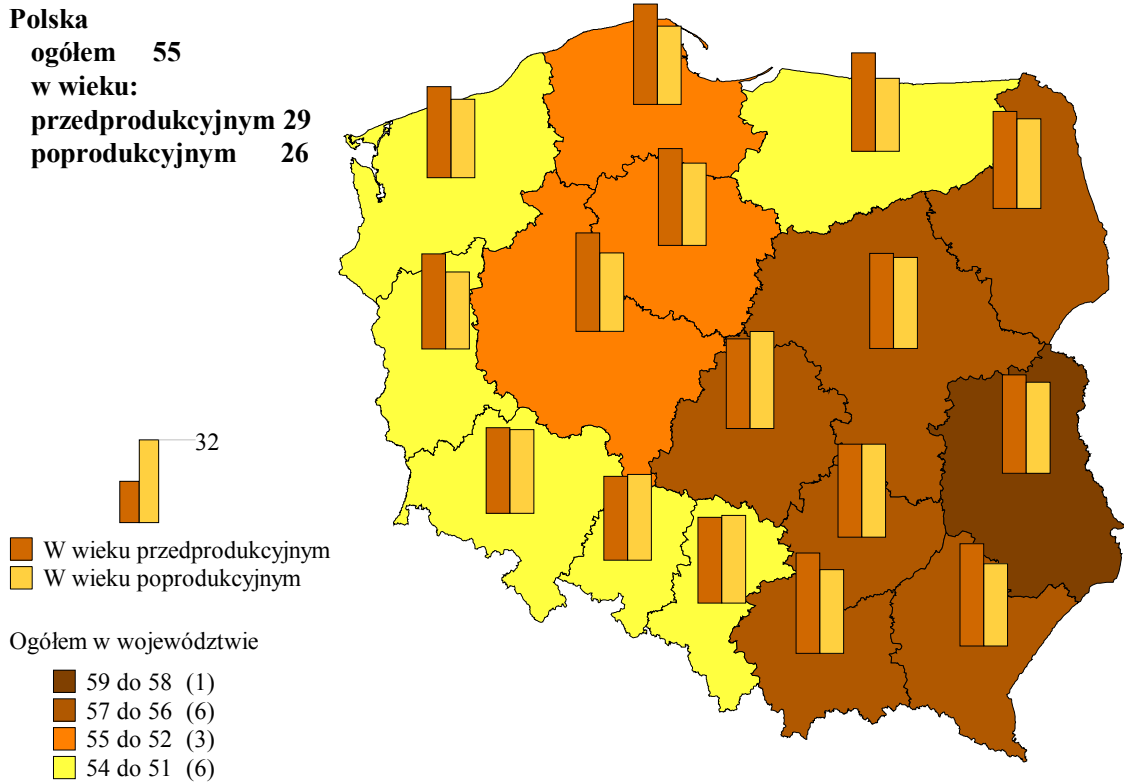 Polska
ogółem 55
w wieku:
przedprodukcyjnym 29
poprodukcyjnym 26
32
W wieku przedprodukcyjnym
W wieku poprodukcyjnym
Ogółem w województwie
59 do 58 (1)
57 do 56 (6)
55 do 52 (3)
54 do 51 (6)